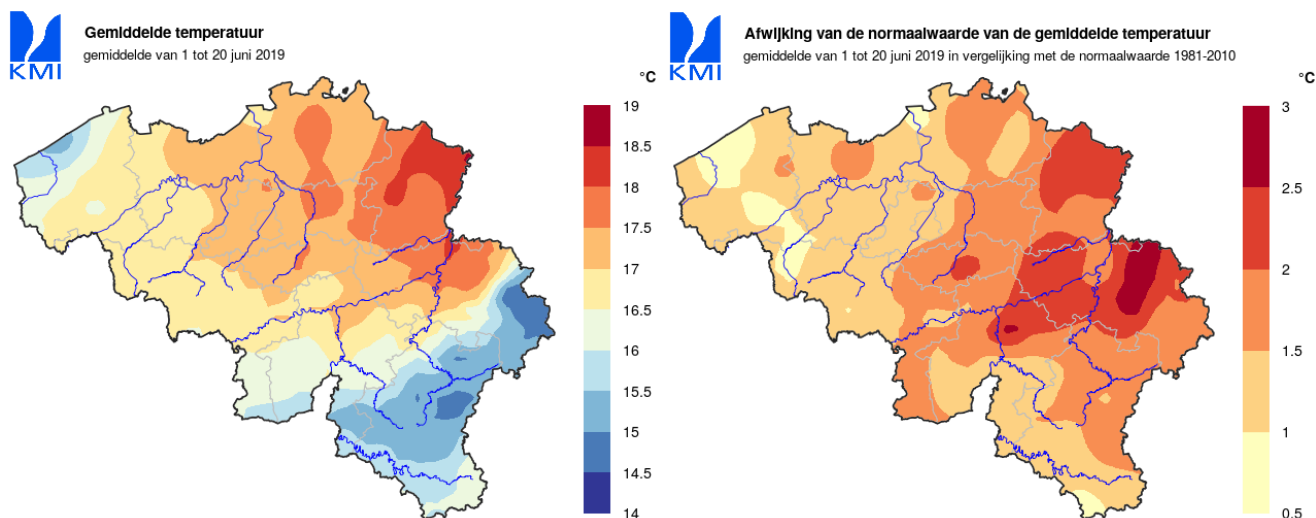 KMI
Gemiddelde temperatuur
gemiddelde van 1 tot 20 juni 2019
°C
19
18.5
18
17.5
17
16.5
16
15.5
15
14.5
14
KMI
Afwijking van de normaalwaarde van de gemiddelde temperatuur
gemiddelde van 1 tot 20 juni 2019 in vergelijking met de normaalwaarde 1981-2010
°C
3
2.5
2
1.5
1
0.5